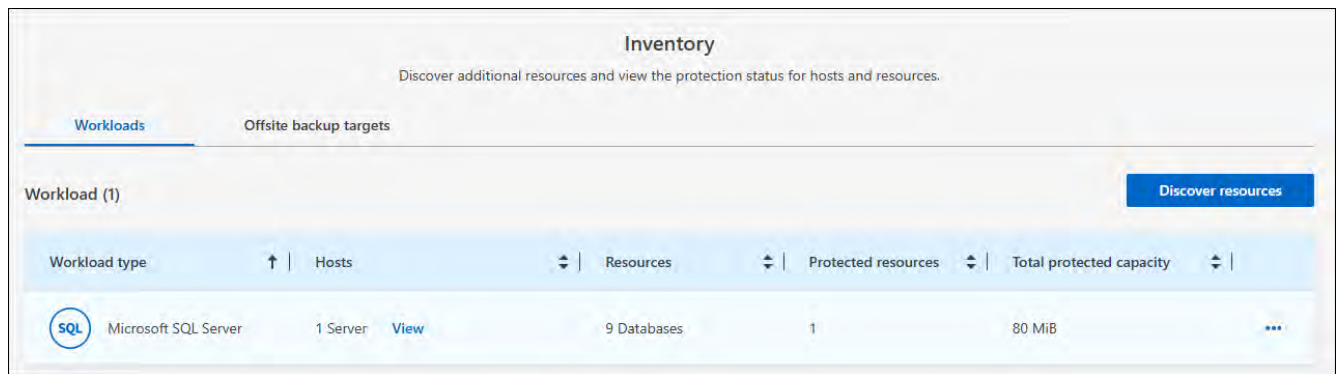 Inventory
Discover additional resources and view the protection status for hosts and resources.
Workloads Offsite backup targets
Workload (1) Discover resources
Workload type Hosts Resources Protected resources Total protected capacity
SQL Microsoft SQL Server 1 Server View 9 Databases 1 80 MiB